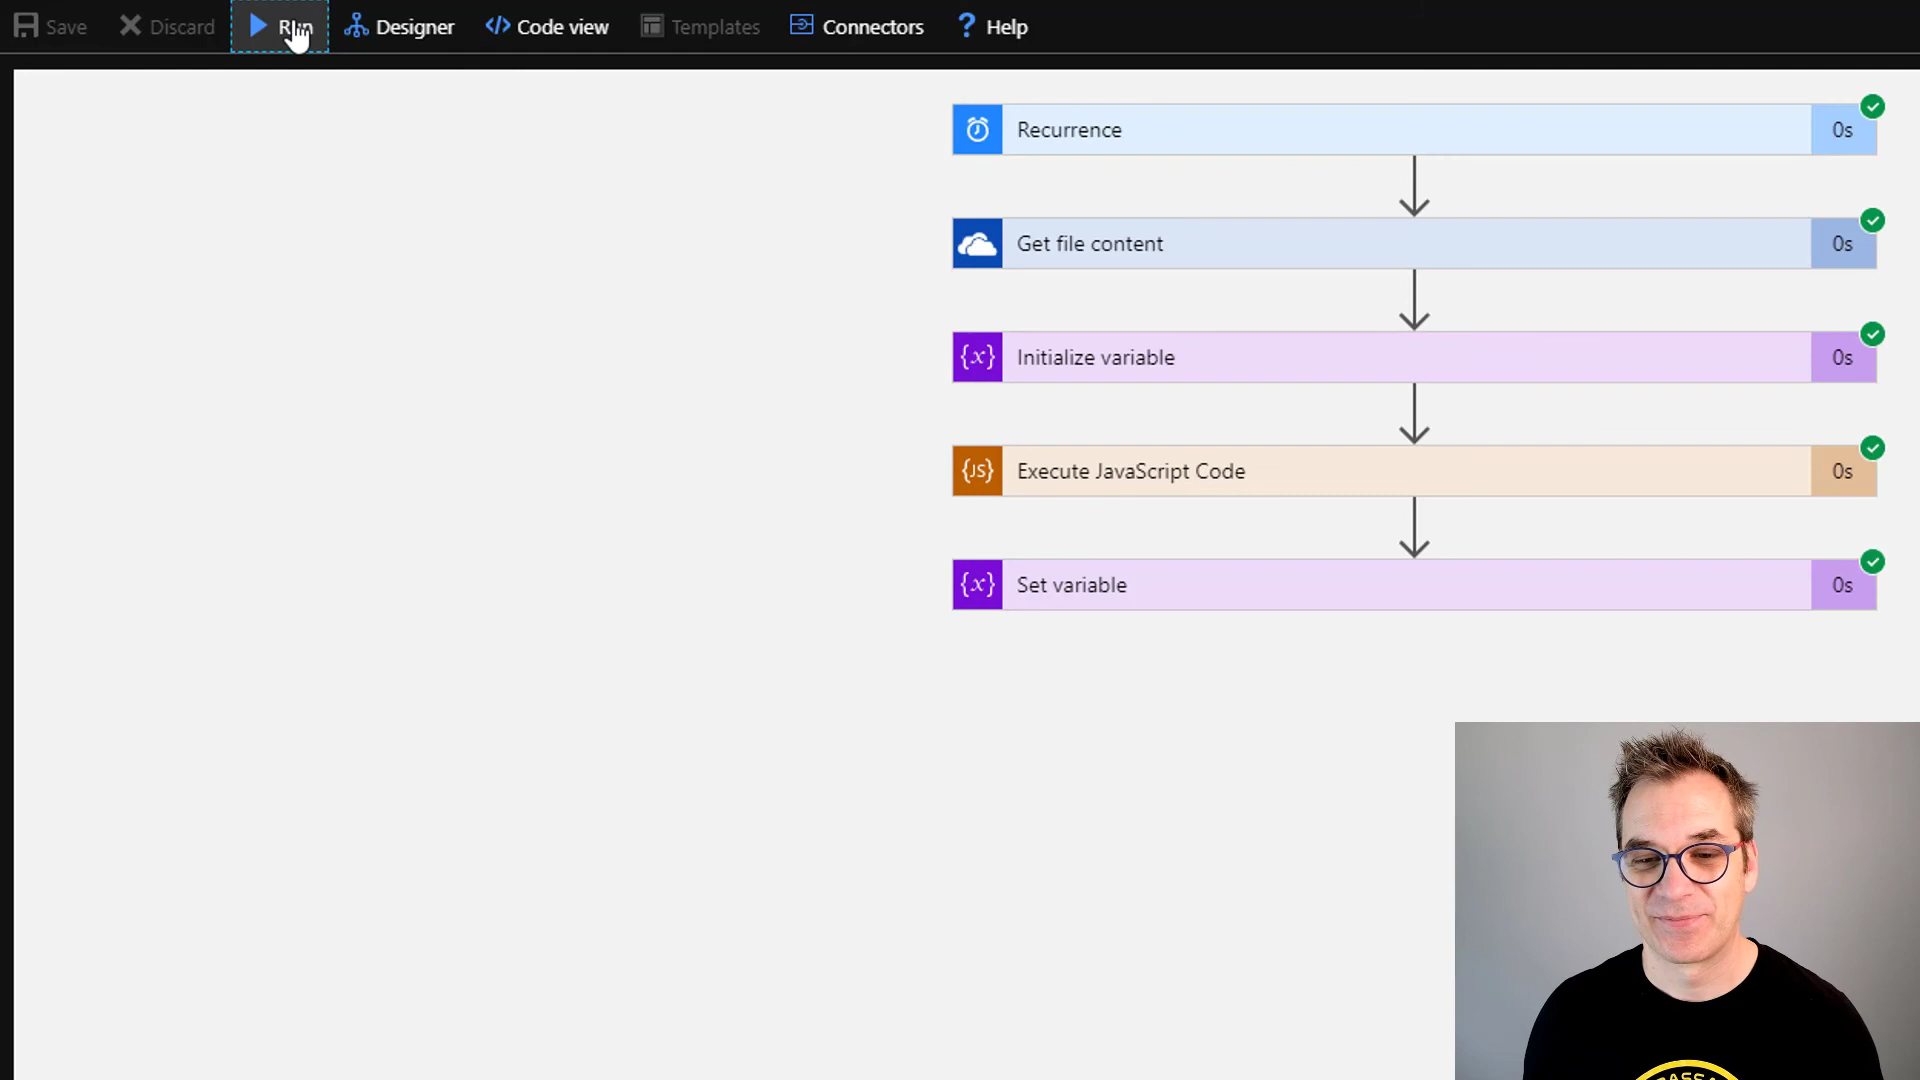 Save Discard Run Designer Code view Templates Connectors Help
Recurrence 0s
Get file content 0s
{x} Initialize variable 0s
{JS} Execute JavaScript Code 0s
{x} Set variable 0s